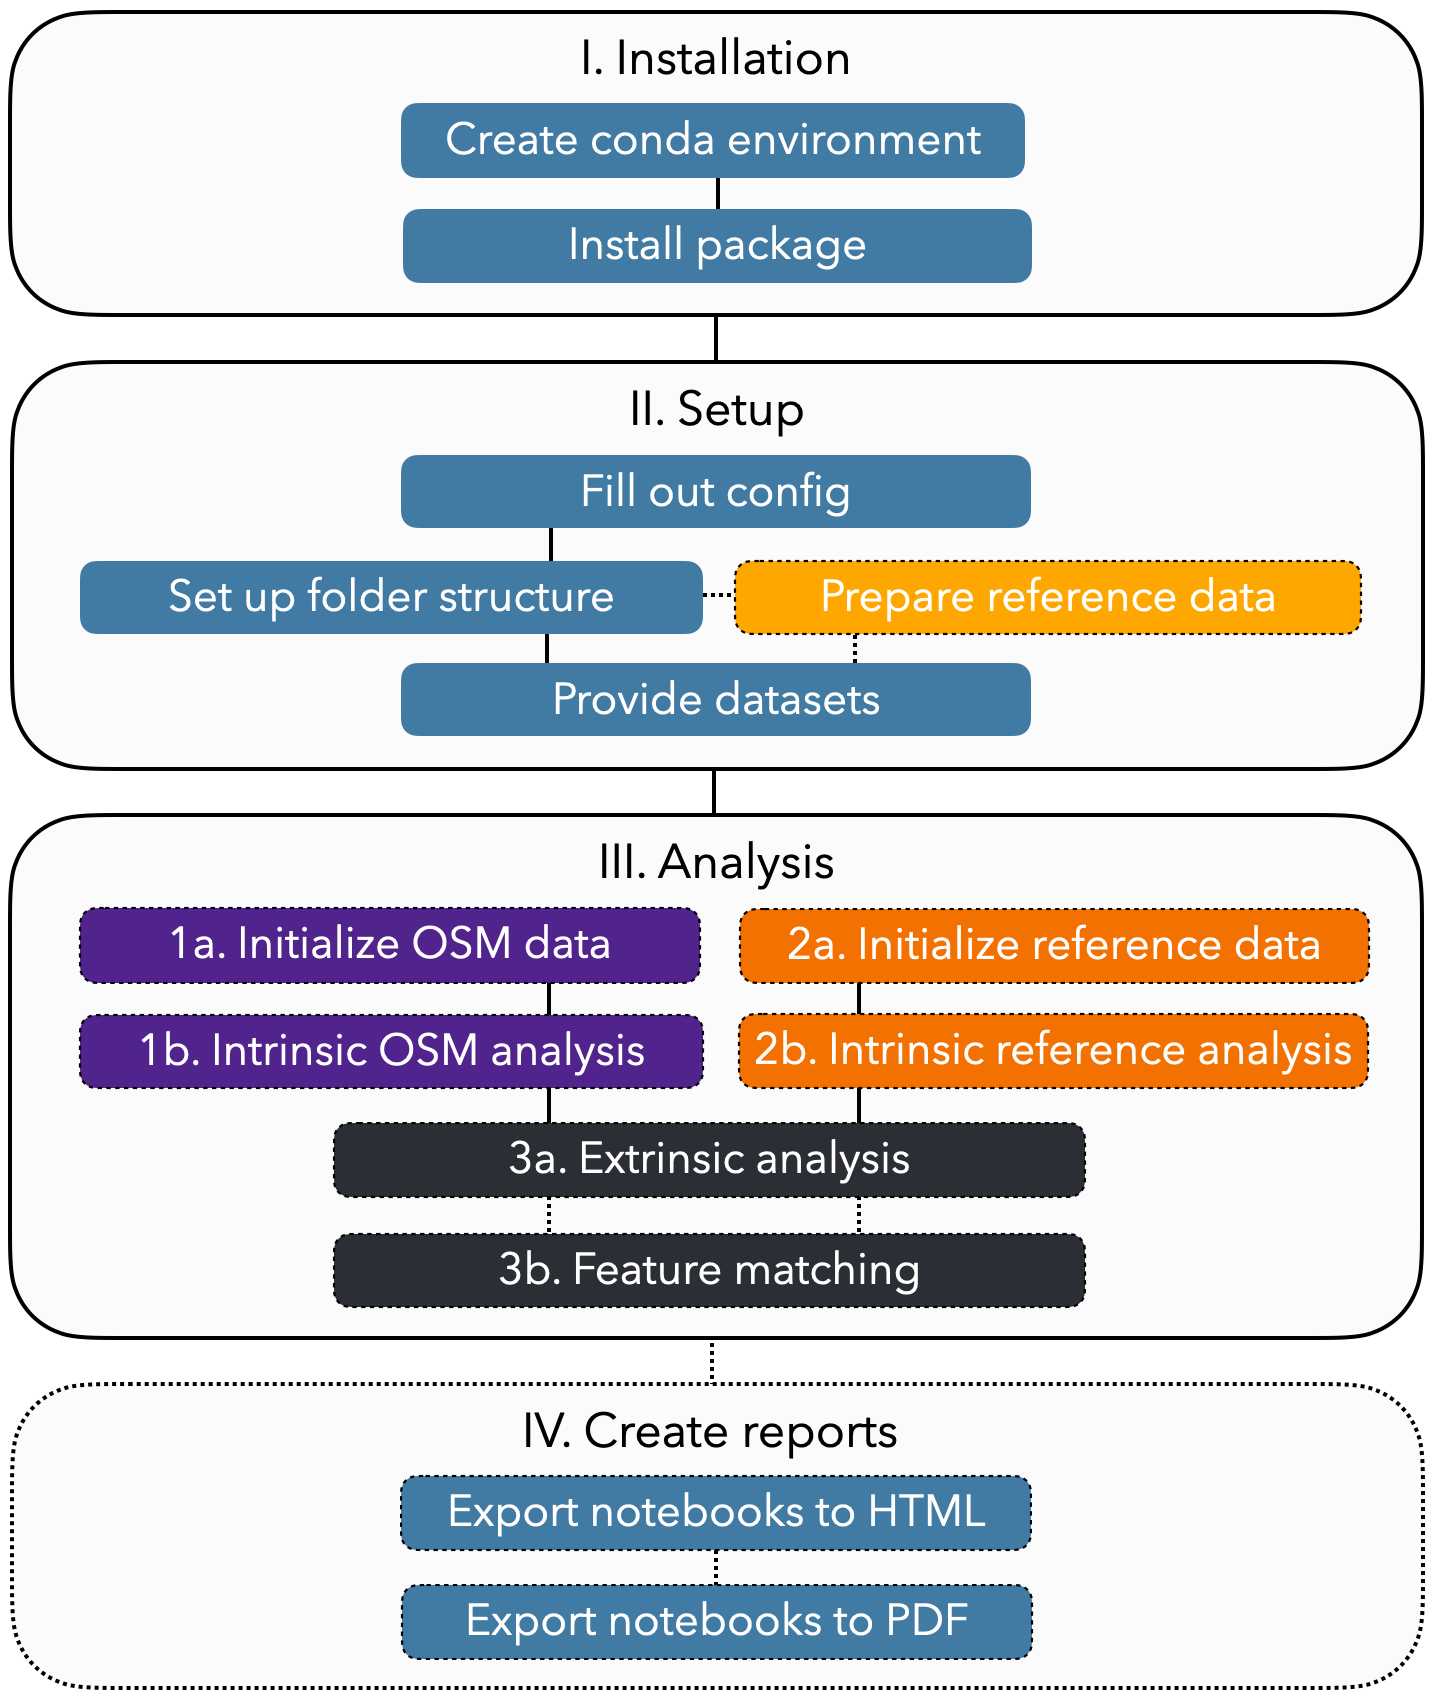 I. Installation
Create conda environment
Install package
II. Setup
Fill out config
Set up folder structure
Prepare reference data
Provide datasets
III. Analysis
1a. Initialize OSM data
2a. Initialize reference data
1b. Intrinsic OSM analysis
2b. Intrinsic reference analysis
3a. Extrinsic analysis
3b. Feature matching
IV. Create reports
Export notebooks to HTML
Export notebooks to PDF